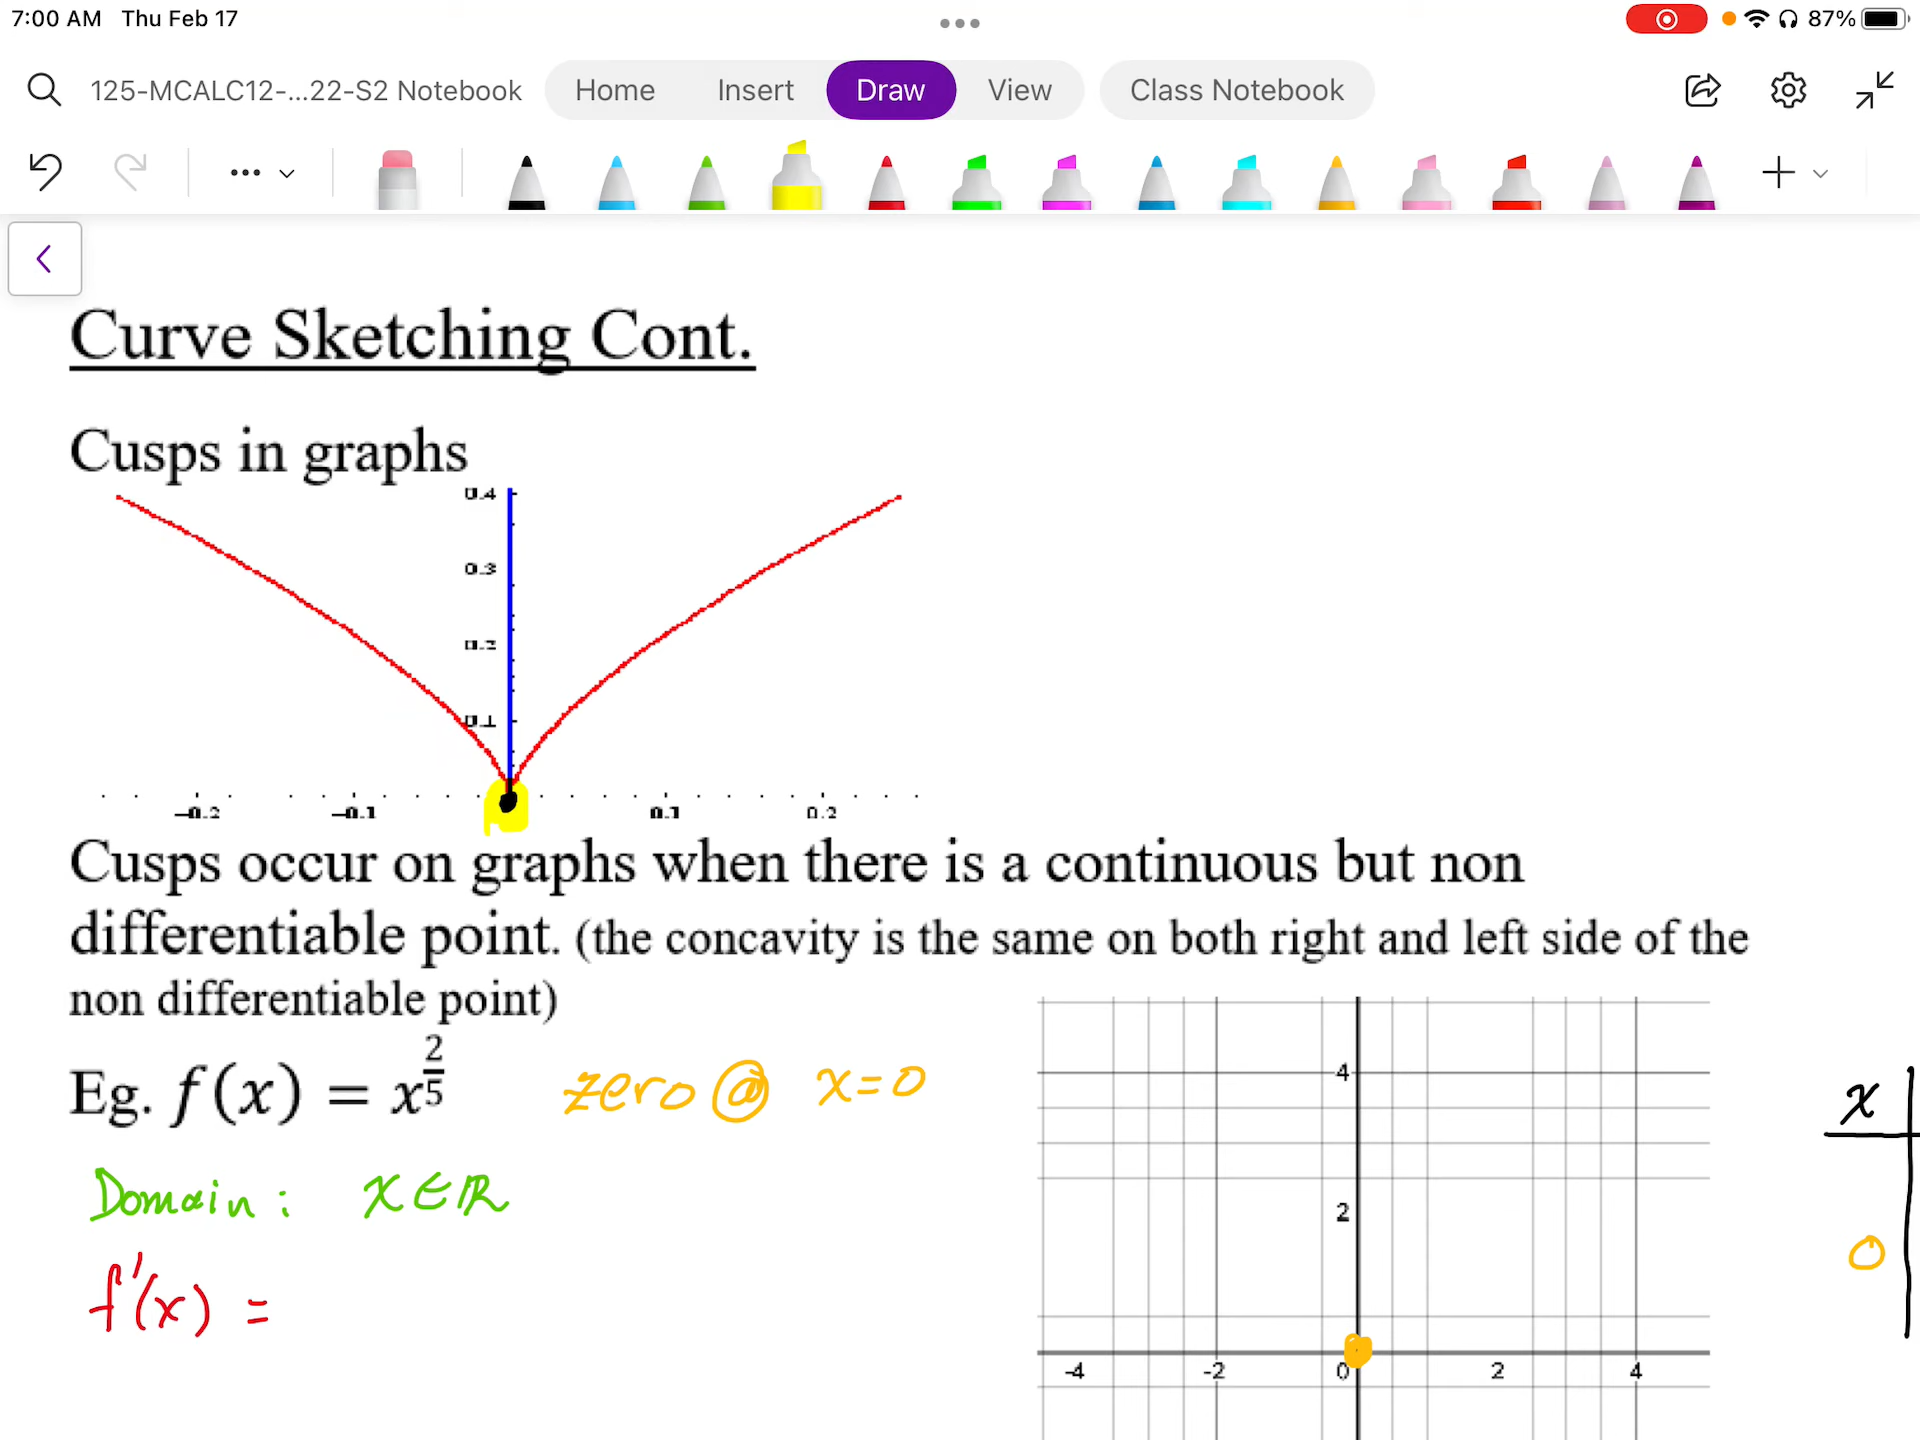 7:00 AM Thu Feb 17
87%
125-MCALC12-...22-S2 Notebook
Home Insert Draw View Class Notebook
Curve Sketching Cont.
Cusps in graphs
0.4
0.3
0.2
0.1
-0.2 -0.1 0.1 0.2
Cusps occur on graphs when there is a continuous but non
differentiable point. (the concavity is the same on both right and left side of the
non differentiable point)
Eg. f(x) = x^(2/5) zero @ x=0
Domain: x∈ℝ
f'(x) =
4
2
-4 -2 0 2 4
x
0